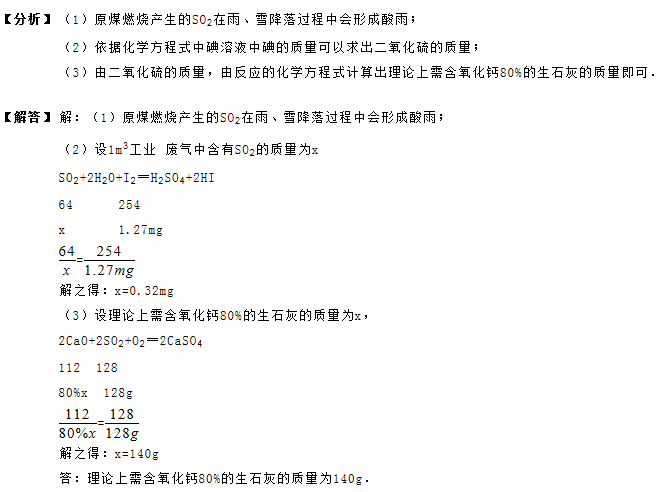 【分析】（1）原煤燃烧产生的SO₂在雨、雪降落过程中会形成酸雨；
（2）依据化学方程式中碘溶液中碘的质量可以求出二氧化硫的质量；
（3）由二氧化硫的质量，由反应的化学方程式计算出理论上需含氧化钙80%的生石灰的质量即可．
【解答】解：（1）原煤燃烧产生的SO₂在雨、雪降落过程中会形成酸雨；
（2）设1m³工业 废气中含有SO₂的质量为x
SO₂+2H₂O+I₂═H₂SO₄+2HI
64 254
x 1.27mg
64/x=254/1.27mg
解之得：x=0.32mg
（3）设理论上需含氧化钙80%的生石灰的质量为x，
2CaO+2SO₂+O₂═2CaSO₄
112 128
80%x 128g
112/80%x=128/128g
解之得：x=140g
答：理论上需含氧化钙80%的生石灰的质量为140g．